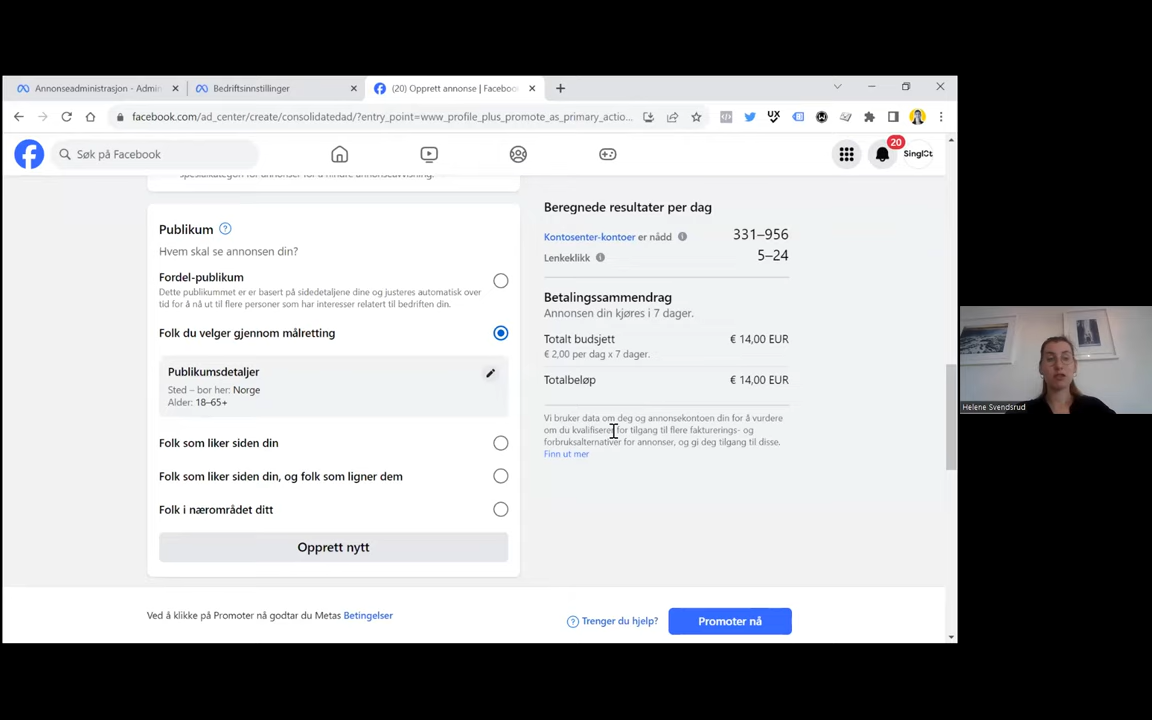 Annonseadministrasjon - Admin
Bedriftsinnstillinger
(20) Opprett annonse | Faceboo
facebook.com/ad_center/create/consolidatedad/?entry_point=www_profile_plus_promote_as_primary_actio...
Søk på Facebook
20
spesialkategori for annonser for å hindre annonseavvisning.
Publikum
Hvem skal se annonsen din?
Fordel-publikum
Dette publikummet er er basert på sidedetaljene dine og justeres automatisk over
tid for å nå ut til flere personer som har interesser relatert til bedriften din.
Folk du velger gjennom målretting
Publikumsdetaljer
Sted – bor her: Norge
Alder: 18–65+
Folk som liker siden din
Folk som liker siden din, og folk som ligner dem
Folk i nærområdet ditt
Opprett nytt
Beregnede resultater per dag
Kontosenter-kontoer er nådd 331–956
Lenkeklikk 5–24
Betalingssammendrag
Annonsen din kjøres i 7 dager.
Totalt budsjett € 14,00 EUR
€ 2,00 per dag x 7 dager.
Totalbeløp € 14,00 EUR
Vi bruker data om deg og annonsekontoen din for å vurdere
om du kvalifiserer for tilgang til flere fakturerings- og
forbruksalternativer for annonser, og gi deg tilgang til disse.
Finn ut mer
Ved å klikke på Promoter nå godtar du Metas Betingelser
Trenger du hjelp?
Promoter nå
Helene Svendsrud